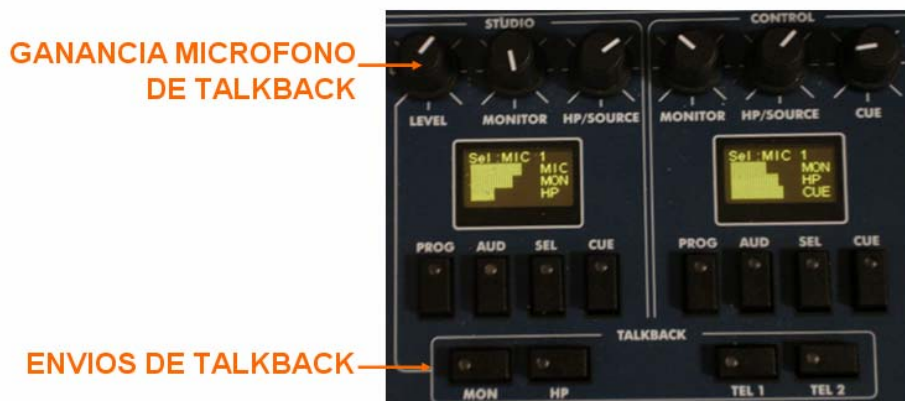 STUDIO
CONTROL
GANANCIA MICROFONO
DE TALKBACK
LEVEL MONITOR HP/SOURCE
MONITOR HP/SOURCE CUE
Sel:MIC 1
MIC
MON
HP
Sel:MIC 1
MON
HP
CUE
PROG AUD SEL CUE
PROG AUD SEL CUE
TALKBACK
ENVIOS DE TALKBACK
MON HP
TEL 1 TEL 2